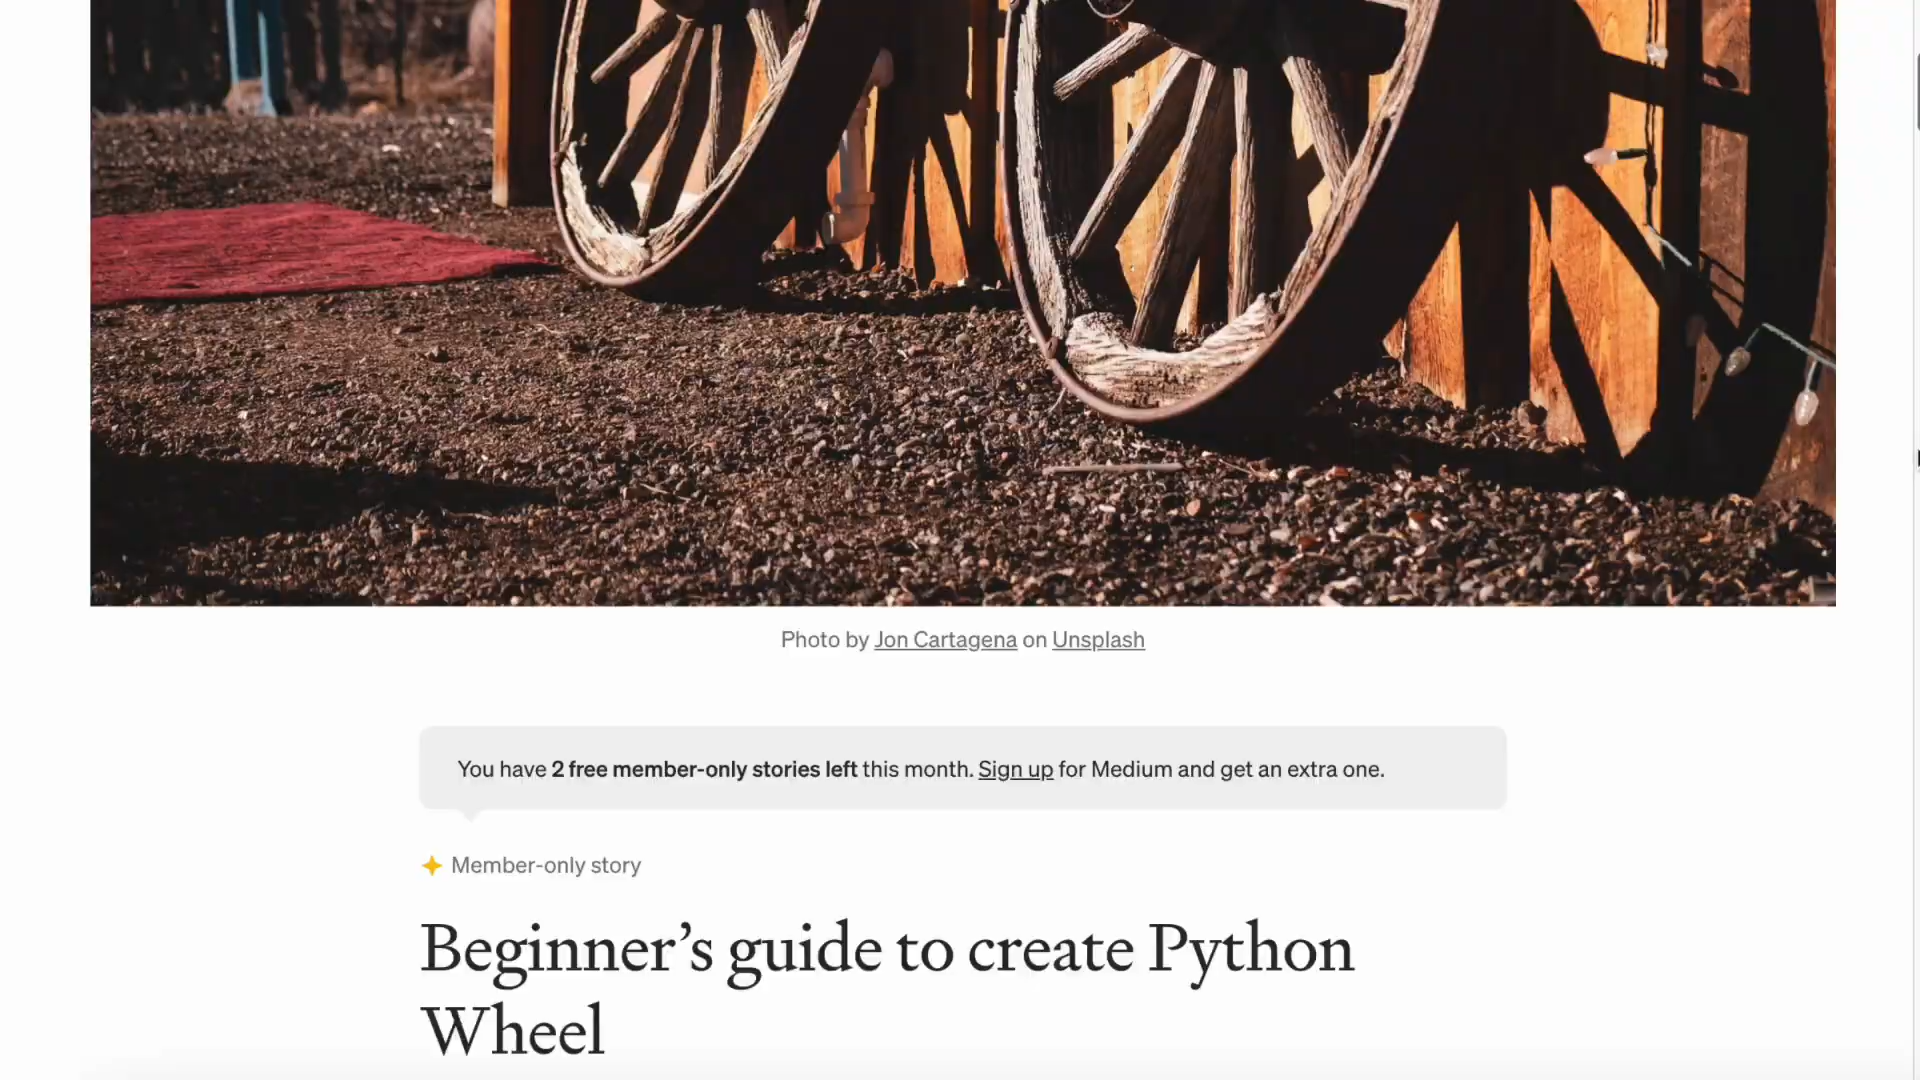 Photo by Jon Cartagena on Unsplash
You have 2 free member-only stories left this month. Sign up for Medium and get an extra one.
Member-only story
Beginner’s guide to create Python
Wheel